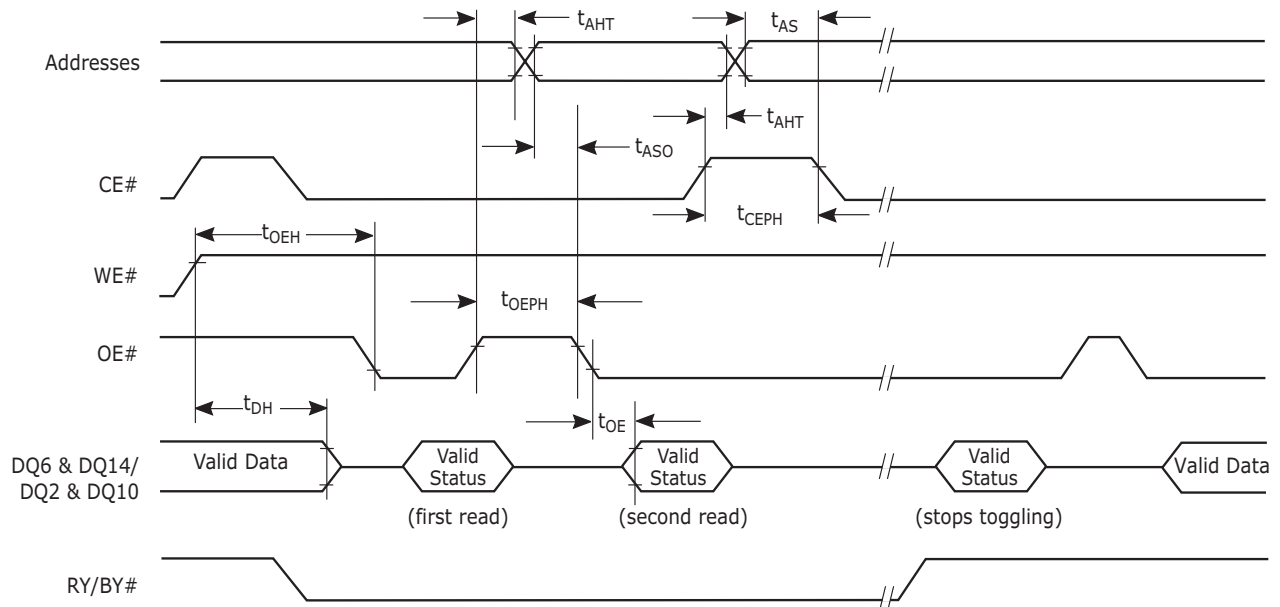 tAHT
tAS
Addresses
tAHT
tASO
CE#
tCEPH
tOEH
WE#
tOEPH
OE#
tDH
tOE
DQ6 & DQ14/
DQ2 & DQ10
Valid Data
Valid
Status
Valid
Status
Valid
Status
Valid Data
(first read)
(second read)
(stops toggling)
RY/BY#